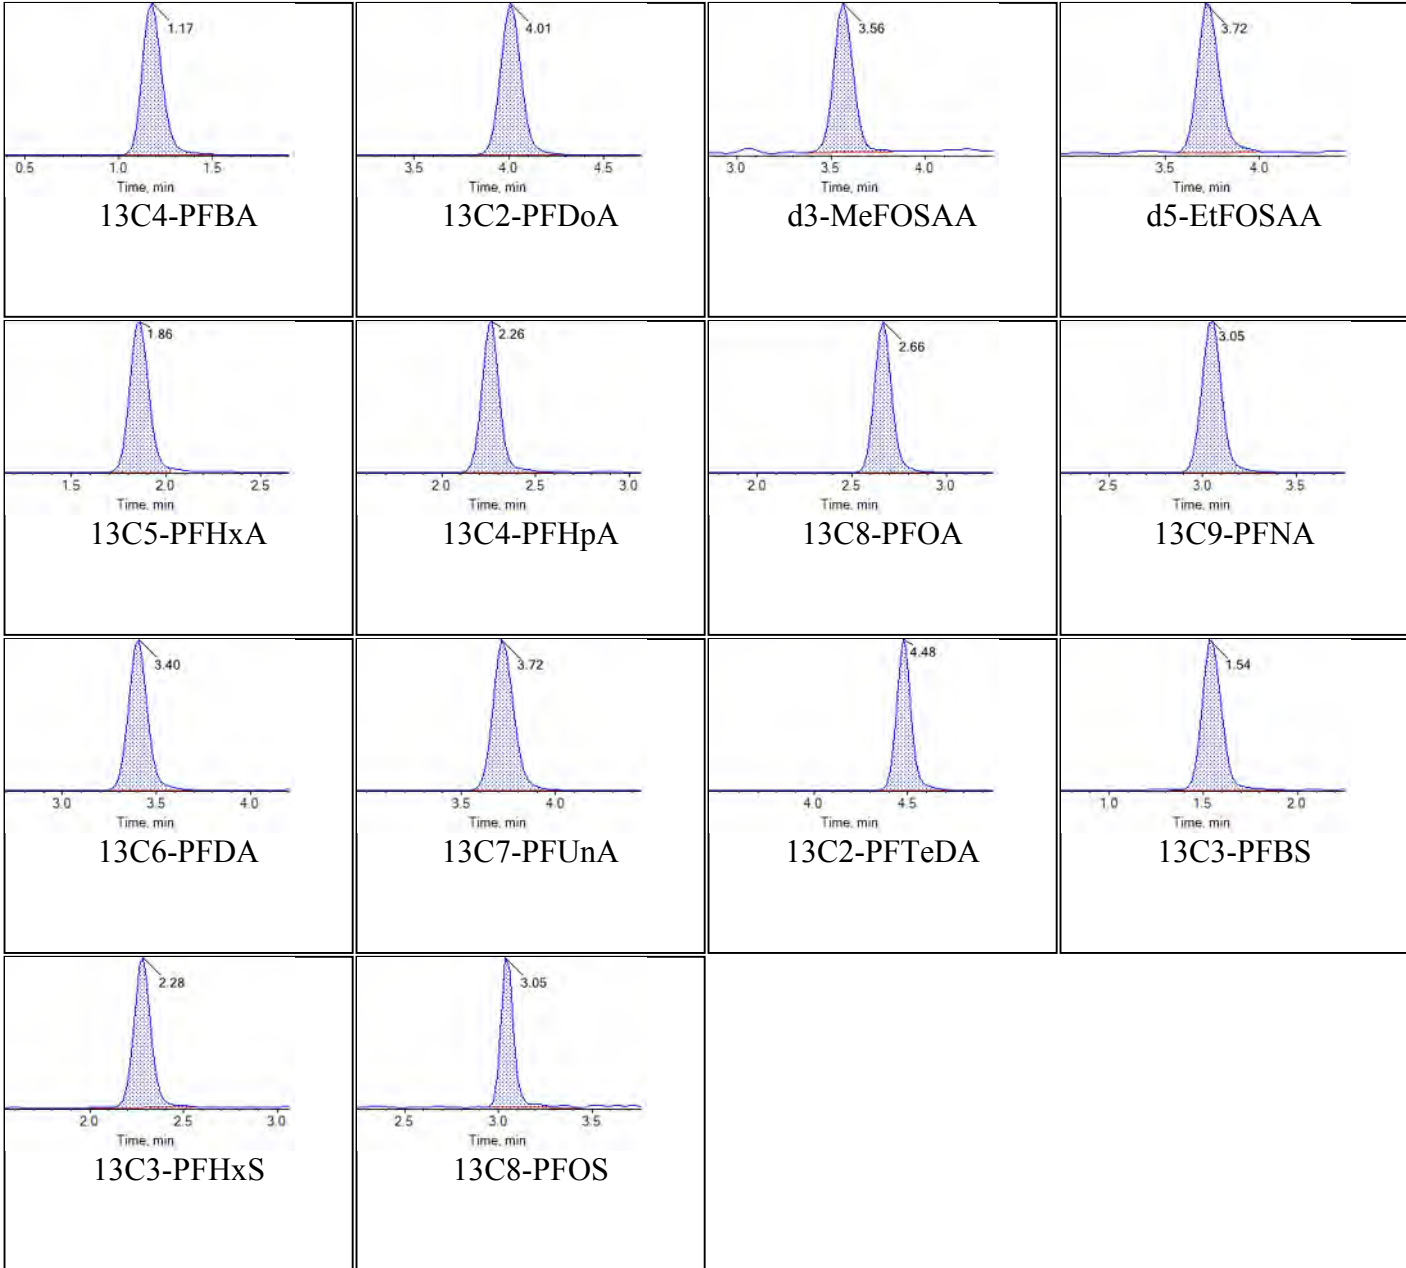 1.17
0.5 1.0 1.5
Time, min
13C4-PFBA
4.01
3.5 4.0 4.5
Time, min
13C2-PFDoA
3.56
3.0 3.5 4.0
Time, min
d3-MeFOSAA
3.72
3.5 4.0
Time, min
d5-EtFOSAA
1.86
1.5 2.0 2.5
Time, min
13C5-PFHxA
2.26
2.0 2.5 3.0
Time, min
13C4-PFHpA
2.66
2.0 2.5 3.0
Time, min
13C8-PFOA
3.05
2.5 3.0 3.5
Time, min
13C9-PFNA
3.40
3.0 3.5 4.0
Time, min
13C6-PFDA
3.72
3.5 4.0
Time, min
13C7-PFUnA
4.48
4.0 4.5
Time, min
13C2-PFTeDA
1.54
1.0 1.5 2.0
Time, min
13C3-PFBS
2.28
2.0 2.5 3.0
Time, min
13C3-PFHxS
3.05
2.5 3.0 3.5
Time, min
13C8-PFOS